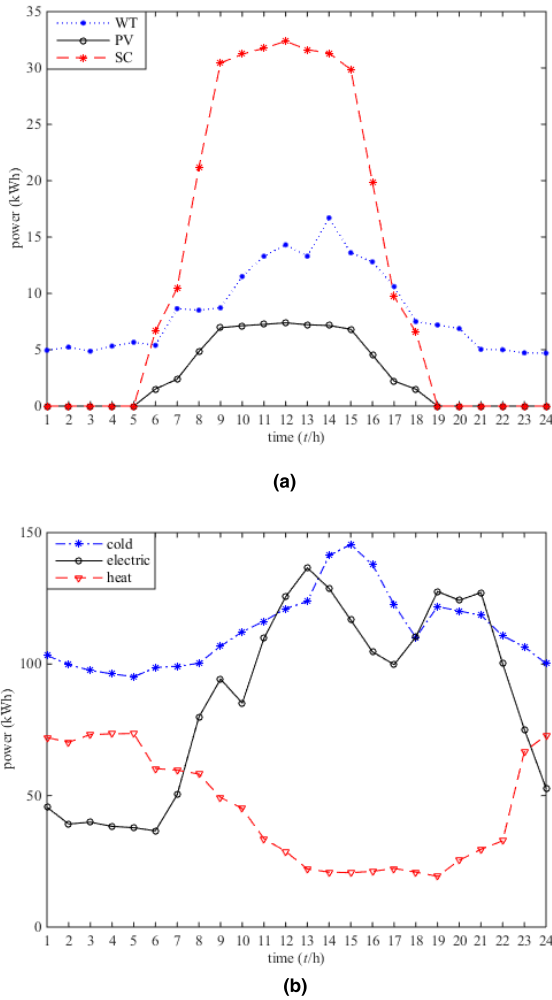 35
30
25
20
15
10
5
0
power (kWh)
WT
PV
SC
1 2 3 4 5 6 7 8 9 10 11 12 13 14 15 16 17 18 19 20 21 22 23 24
time (t/h)
(a)
150
100
50
0
power (kWh)
cold
electric
heat
1 2 3 4 5 6 7 8 9 10 11 12 13 14 15 16 17 18 19 20 21 22 23 24
time (t/h)
(b)